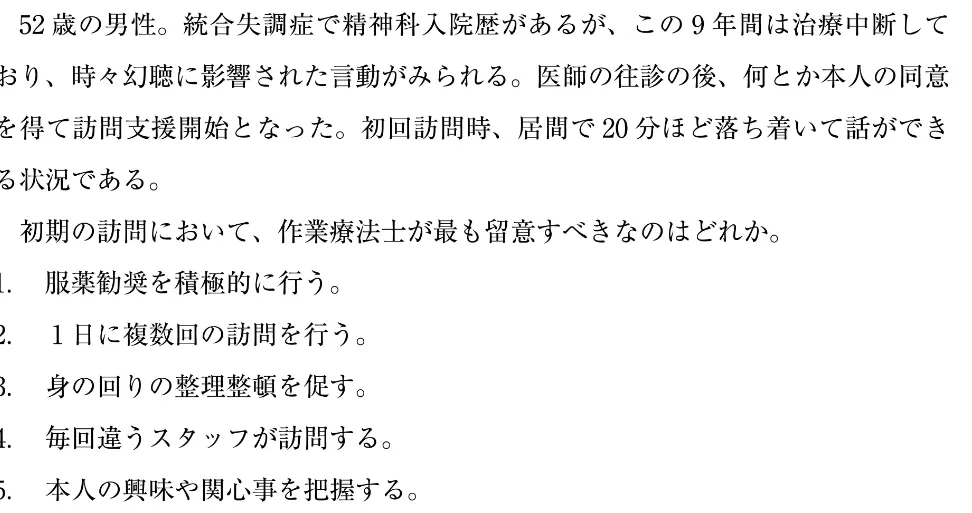 52歳の男性。統合失調症で精神科入院歴があるが、この9年間は治療中断して
おり、時々幻聴に影響された言動がみられる。医師の往診の後、何とか本人の同意
を得て訪問支援開始となった。初回訪問時、居間で20分ほど落ち着いて話ができ
る状況である。
初期の訪問において、作業療法士が最も留意すべきなのはどれか。
1. 服薬勧奨を積極的に行う。
2. 1日に複数回の訪問を行う。
3. 身の回りの整理整頓を促す。
4. 毎回違うスタッフが訪問する。
5. 本人の興味や関心事を把握する。